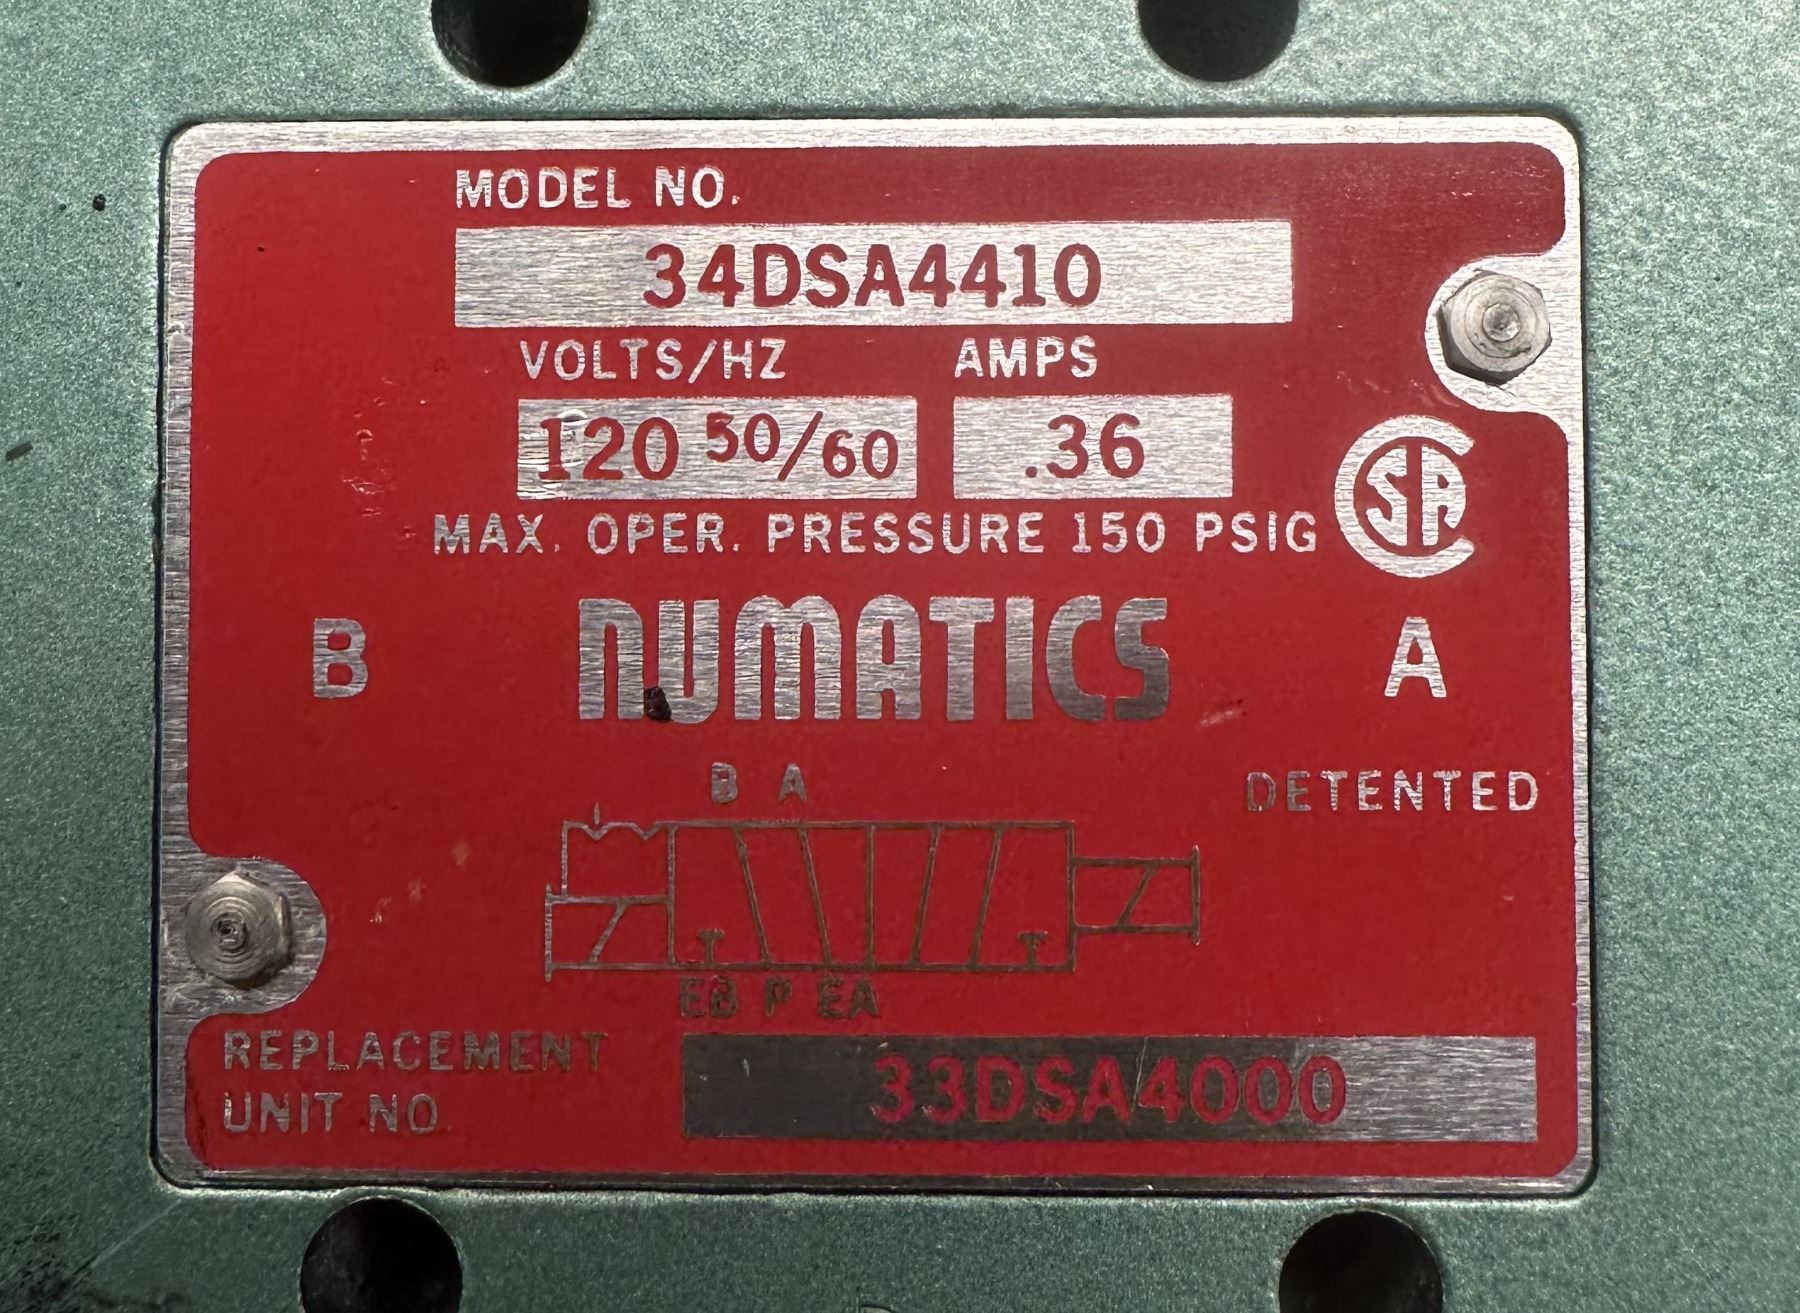 MODEL NO.
34DSA4410
VOLTS/HZ AMPS
120 50/60 .36
MAX. OPER. PRESSURE 150 PSIG
CSA
B NUMATICS A
B A
DETENTED
EB P EA
REPLACEMENT
UNIT NO. 33DSA4000